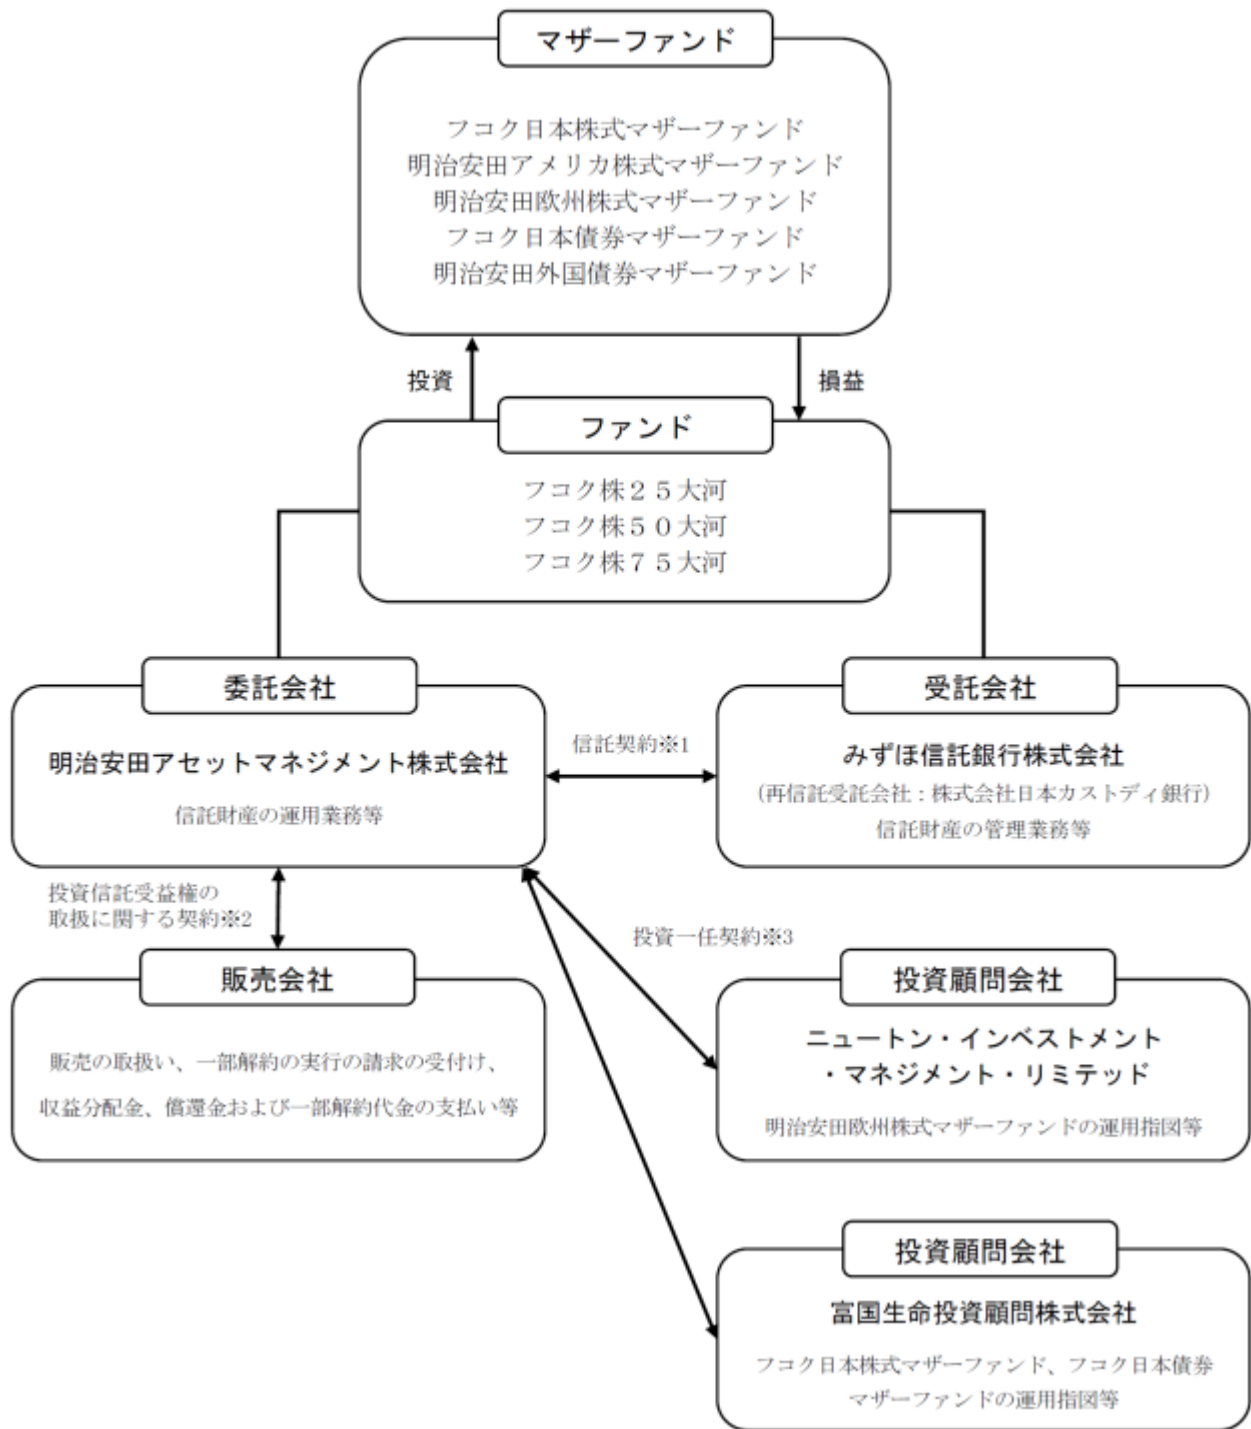 マザーファンド
フコク日本株式マザーファンド
明治安田アメリカ株式マザーファンド
明治安田欧州株式マザーファンド
フコク日本債券マザーファンド
明治安田外国債券マザーファンド
投資
損益
ファンド
フコク株２５大河
フコク株５０大河
フコク株７５大河
委託会社
明治安田アセットマネジメント株式会社
信託財産の運用業務等
信託契約※1
受託会社
みずほ信託銀行株式会社
(再信託受託会社：株式会社日本カストディ銀行)
信託財産の管理業務等
投資信託受益権の
取扱に関する契約※2
投資一任契約※3
販売会社
販売の取扱い、一部解約の実行の請求の受付け、
収益分配金、償還金および一部解約代金の支払い等
投資顧問会社
ニュートン・インベストメント
・マネジメント・リミテッド
明治安田欧州株式マザーファンドの運用指図等
投資顧問会社
富国生命投資顧問株式会社
フコク日本株式マザーファンド、フコク日本債券
マザーファンドの運用指図等